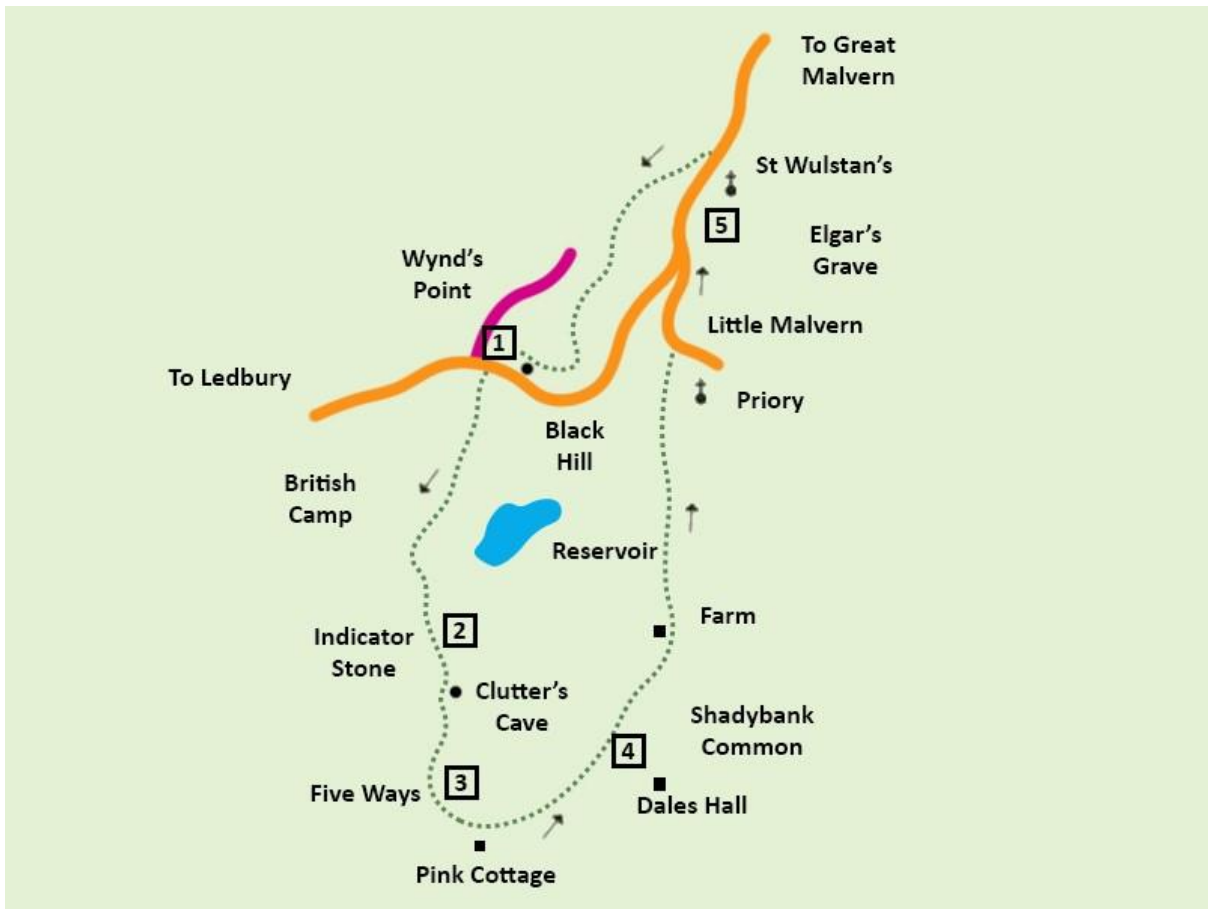 To Great
Malvern
St Wulstan's
5
Elgar's
Grave
Wynd's
Point
1
Little Malvern
To Ledbury
Priory
Black
Hill
British
Camp
Reservoir
Farm
2
Indicator
Stone
Clutter's
Cave
Shadybank
Common
4
3
Five Ways
Dales Hall
Pink Cottage